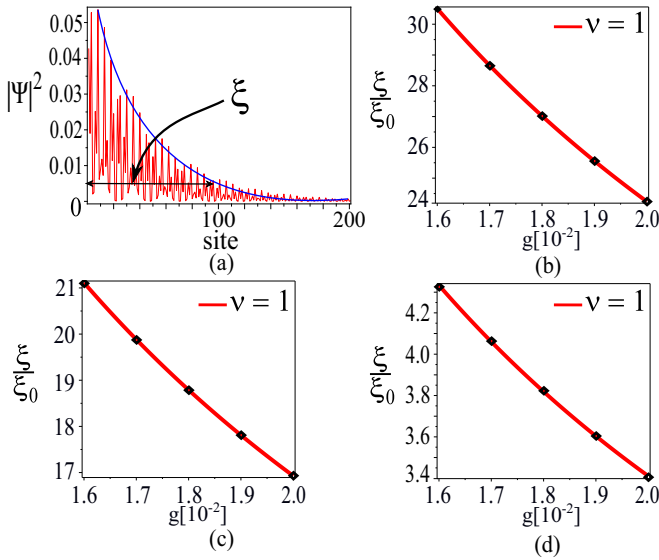 0.05
0.04
|Ψ|²
0.03
0.02
0.01
0
ξ
100
200
site
(a)
30
28
26
24
ξ₀|ξ
ν = 1
1.6 1.7 1.8 1.9 2.0
g[10⁻²]
(b)
21
20
19
18
17
ξ₀|ξ
ν = 1
1.6 1.7 1.8 1.9 2.0
g[10⁻²]
(c)
4.2
4.0
3.8
3.6
3.4
ξ₀|ξ
ν = 1
1.6 1.7 1.8 1.9 2.0
g[10⁻²]
(d)